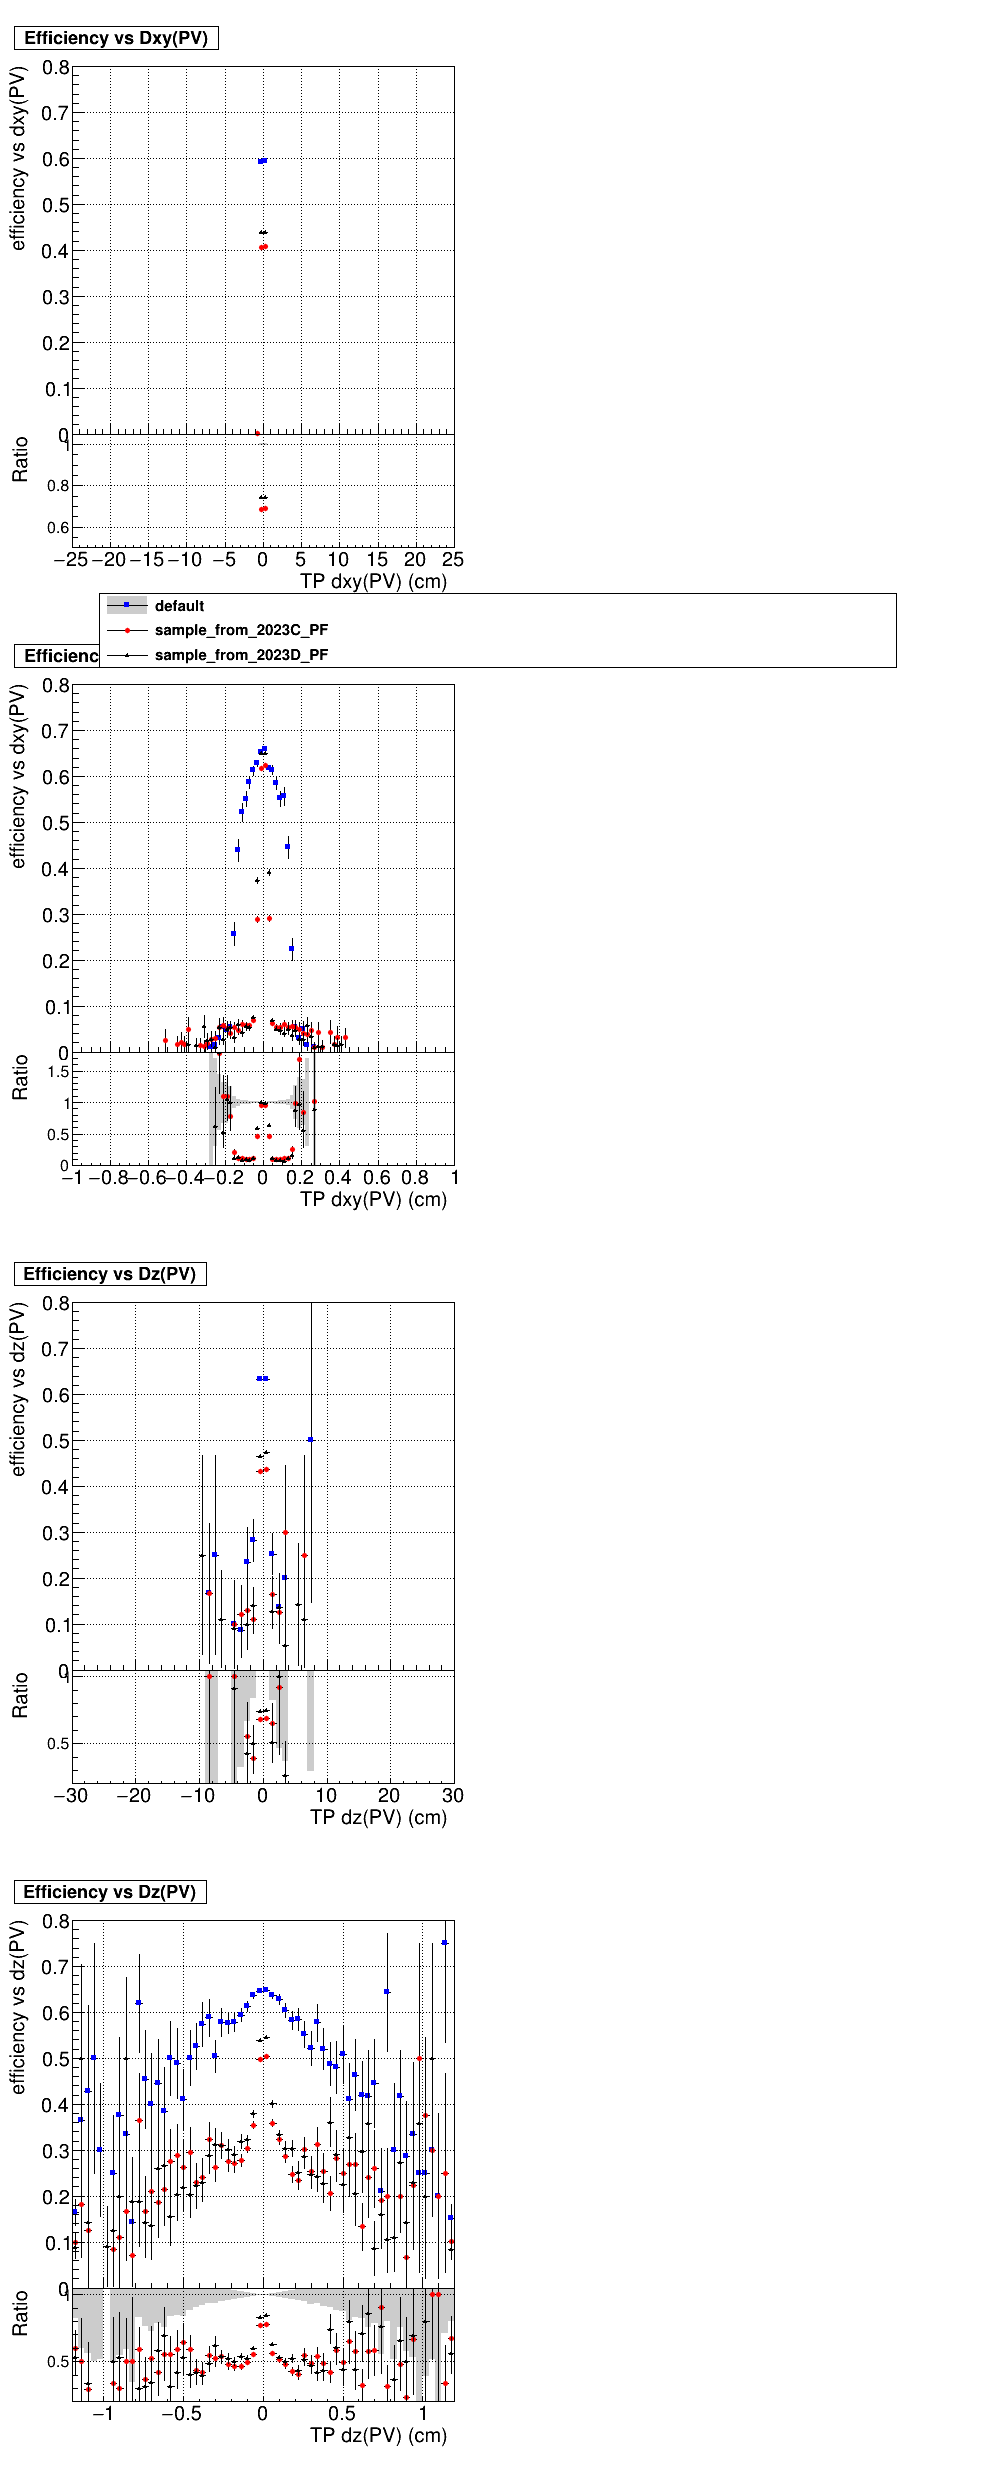 Efficiency vs Dxy(PV)
efficiency vs dxy(PV)
0.8
0.7
0.6
0.5
0.4
0.3
0.2
0.1
0
Ratio
1
0.8
0.6
−25 −20 −15 −10 −5 0 5 10 15 20 25
TP dxy(PV) (cm)
default
sample_from_2023C_PF
sample_from_2023D_PF
Efficienc
efficiency vs dxy(PV)
0.8
0.7
0.6
0.5
0.4
0.3
0.2
0.1
0
Ratio
1.5
1
0.5
0
−1 −0.8 −0.6 −0.4 −0.2 0 0.2 0.4 0.6 0.8 1
TP dxy(PV) (cm)
Efficiency vs Dz(PV)
efficiency vs dz(PV)
0.8
0.7
0.6
0.5
0.4
0.3
0.2
0.1
0
Ratio
1
0.5
−30 −20 −10 0 10 20 30
TP dz(PV) (cm)
Efficiency vs Dz(PV)
efficiency vs dz(PV)
0.8
0.7
0.6
0.5
0.4
0.3
0.2
0.1
0
Ratio
1
0.5
−1 −0.5 0 0.5 1
TP dz(PV) (cm)